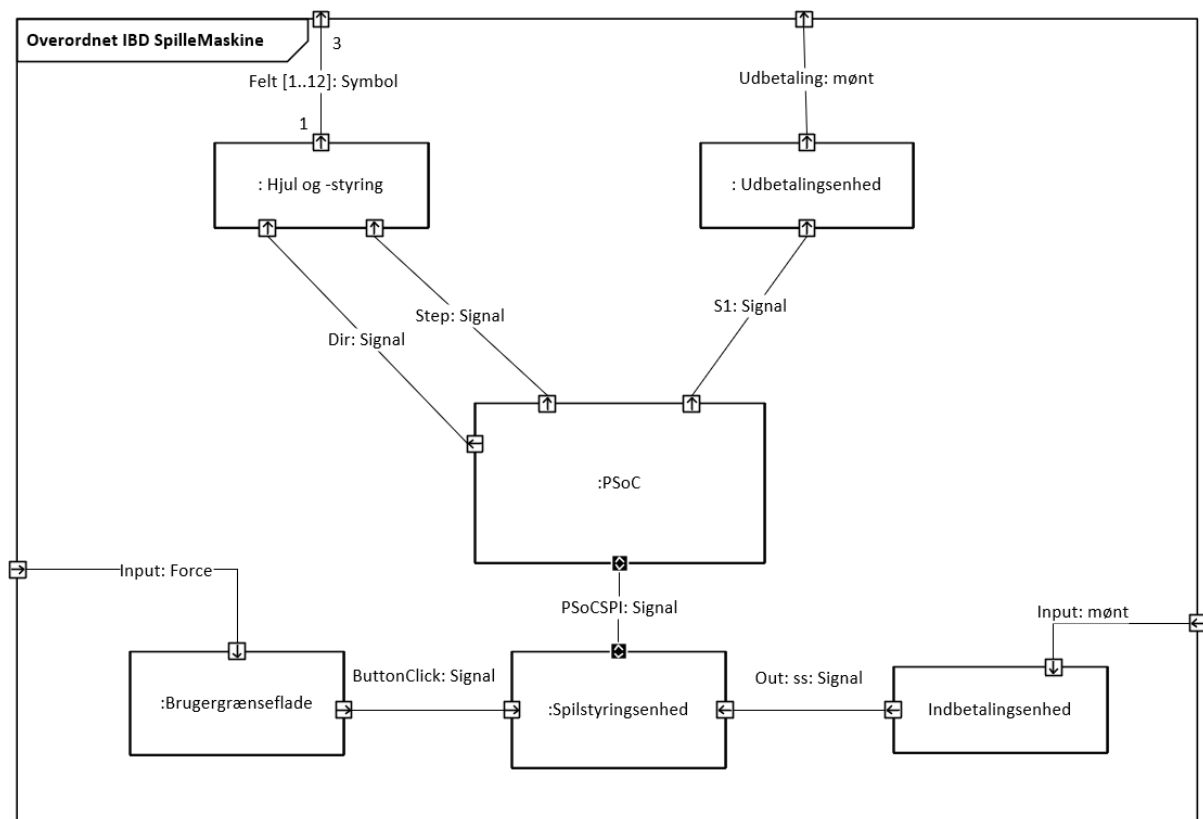 Overordnet IBD SpilleMaskine
3
Felt [1..12]: Symbol
Udbetaling: mønt
1
: Hjul og -styring
: Udbetalingsenhed
Step: Signal
S1: Signal
Dir: Signal
:PSoC
Input: Force
PSoCSPI: Signal
Input: mønt
ButtonClick: Signal
Out: ss: Signal
:Brugergrænseflade
:Spilstyringsenhed
Indbetalingsenhed